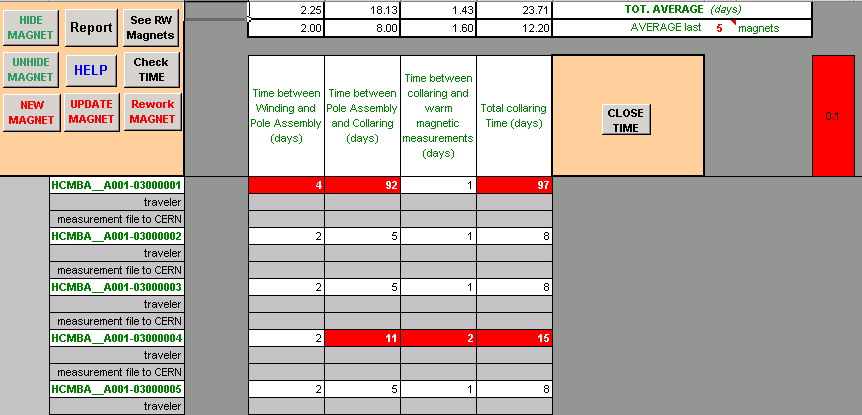 HIDE MAGNET
Report
See RW Magnets
UNHIDE MAGNET
HELP
Check TIME
NEW MAGNET
UPDATE MAGNET
Rework MAGNET
2.25 18.13 1.43 23.71 TOT. AVERAGE (days)
2.00 8.00 1.60 12.20 AVERAGE last 5 magnets
Time between Winding and Pole Assembly (days)
Time between Pole Assembly and Collaring (days)
Time between collaring and warm magnetic measurements (days)
Total collaring Time (days)
CLOSE TIME
0.1
HCMBA__A001-03000001 4 92 1 97
traveler
measurement file to CERN
HCMBA__A001-03000002 2 5 1 8
traveler
measurement file to CERN
HCMBA__A001-03000003 2 5 1 8
traveler
measurement file to CERN
HCMBA__A001-03000004 2 11 2 15
traveler
measurement file to CERN
HCMBA__A001-03000005 2 5 1 8
traveler